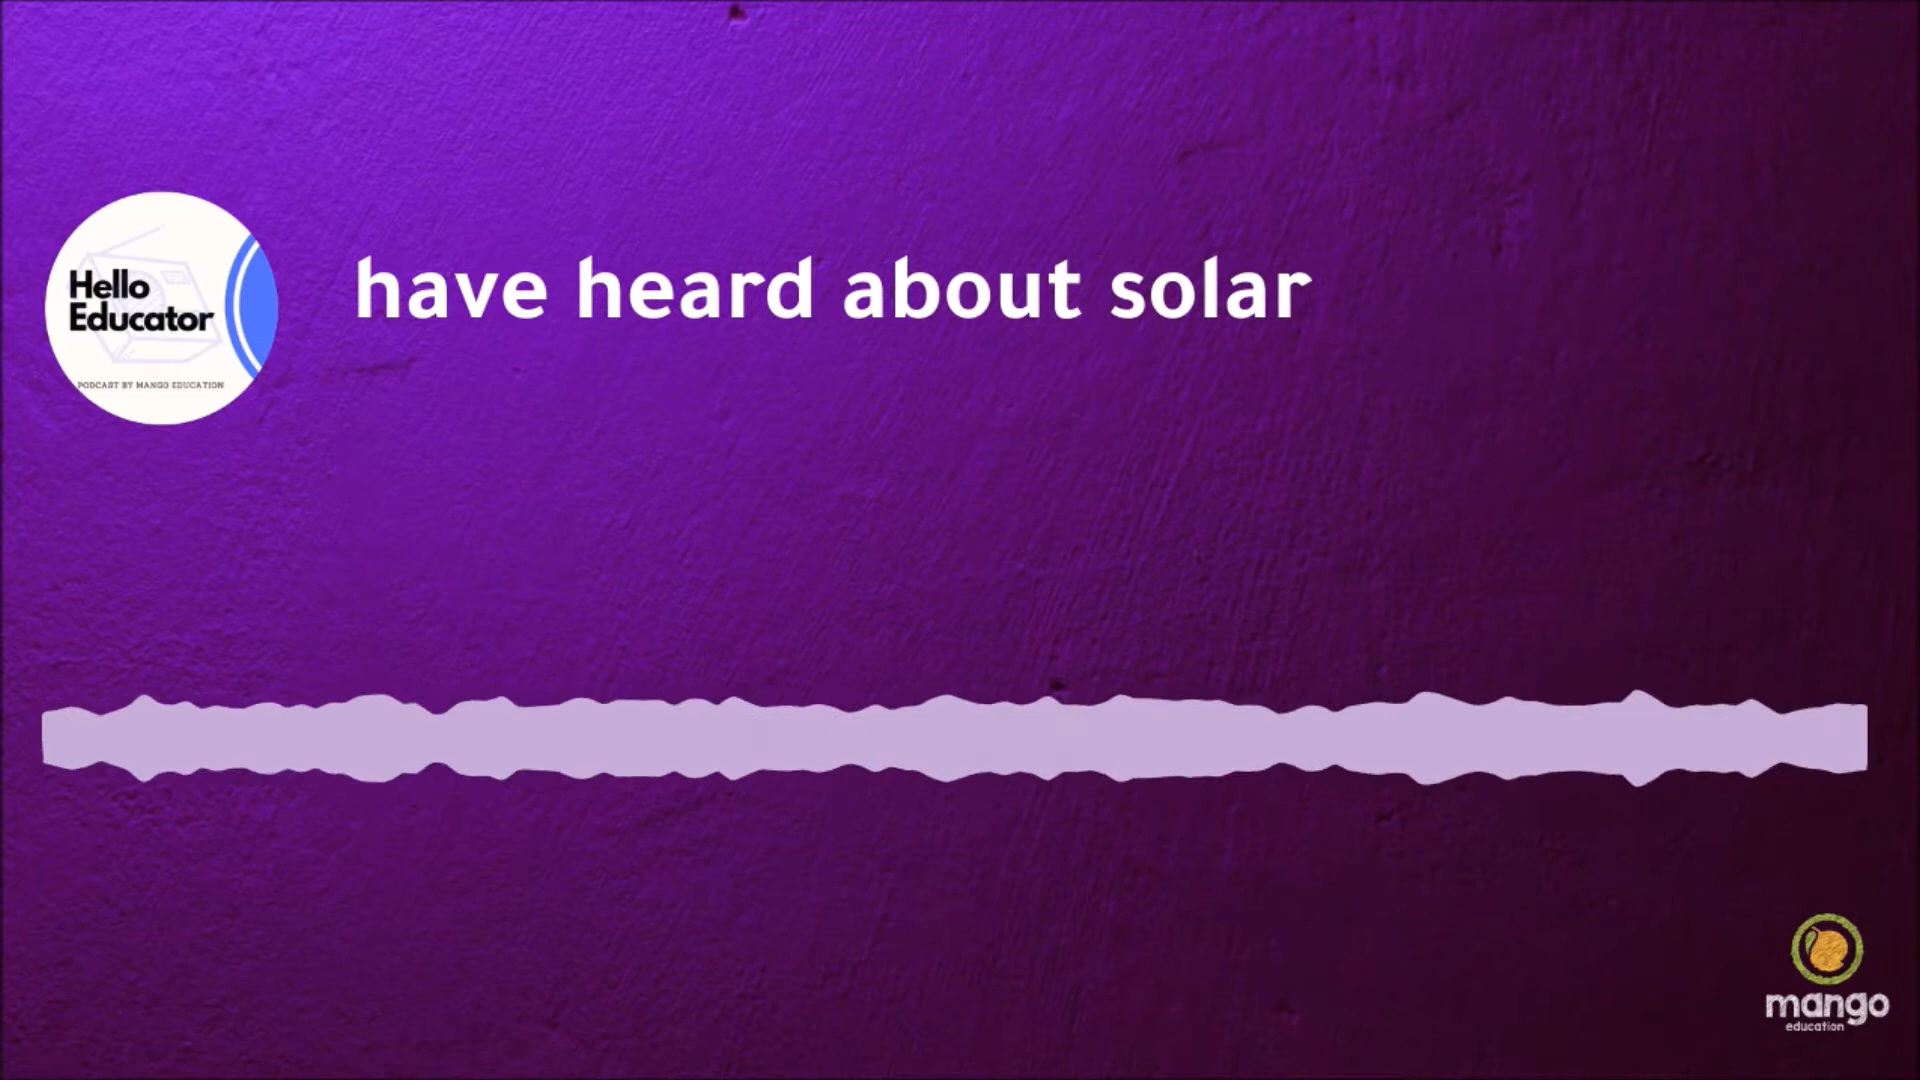 Hello
Educator
PODCAST BY MANGO EDUCATION
have heard about solar
mango
education